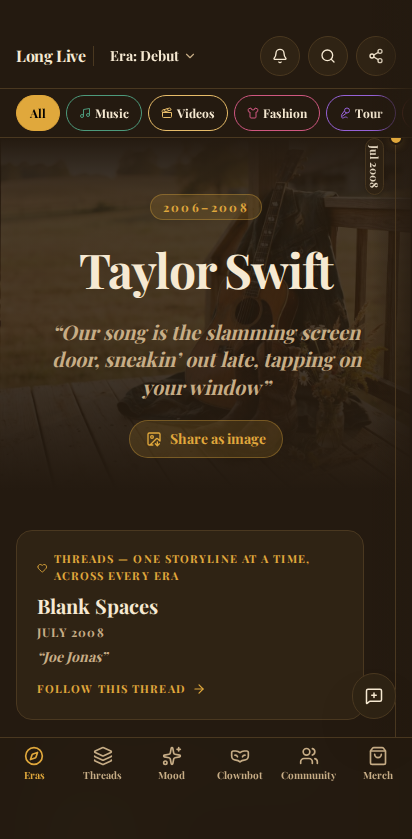 Long Live
Era: Debut
All
Music
Videos
Fashion
Tour
Jul 2008
2006–2008
Taylor Swift
“Our song is the slamming screen
door, sneakin’ out late, tapping on
your window”
Share as image
THREADS — ONE STORYLINE AT A TIME,
ACROSS EVERY ERA
Blank Spaces
JULY 2008
“Joe Jonas”
FOLLOW THIS THREAD
Eras
Threads
Mood
Clownbot
Community
Merch